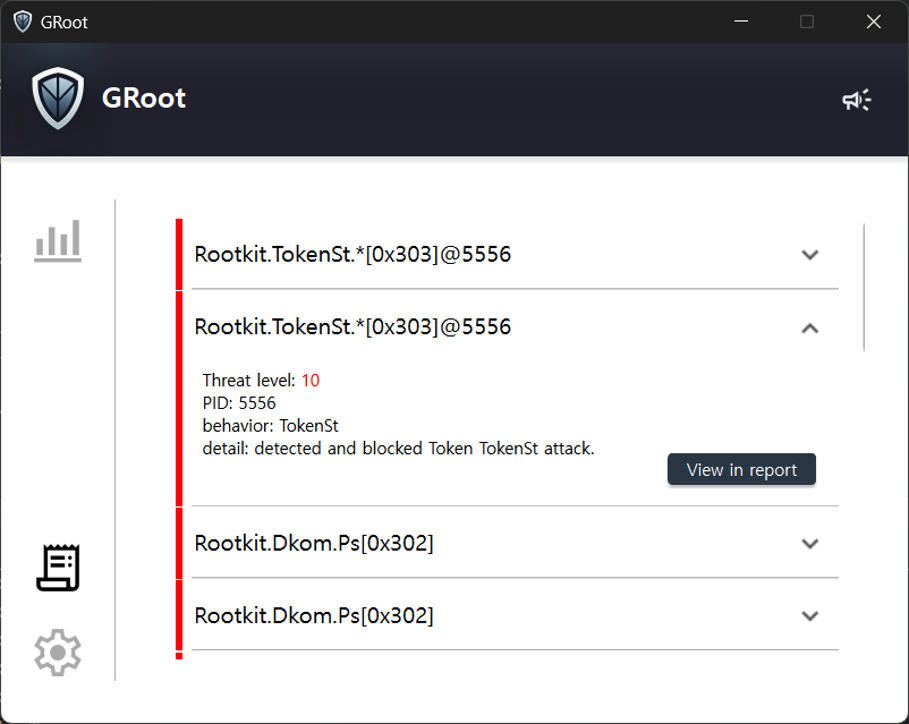 GRoot
GRoot
Rootkit.TokenSt.*[0x303]@5556
Rootkit.TokenSt.*[0x303]@5556
Threat level: 10
PID: 5556
behavior: TokenSt
detail: detected and blocked Token TokenSt attack.
View in report
Rootkit.Dkom.Ps[0x302]
Rootkit.Dkom.Ps[0x302]